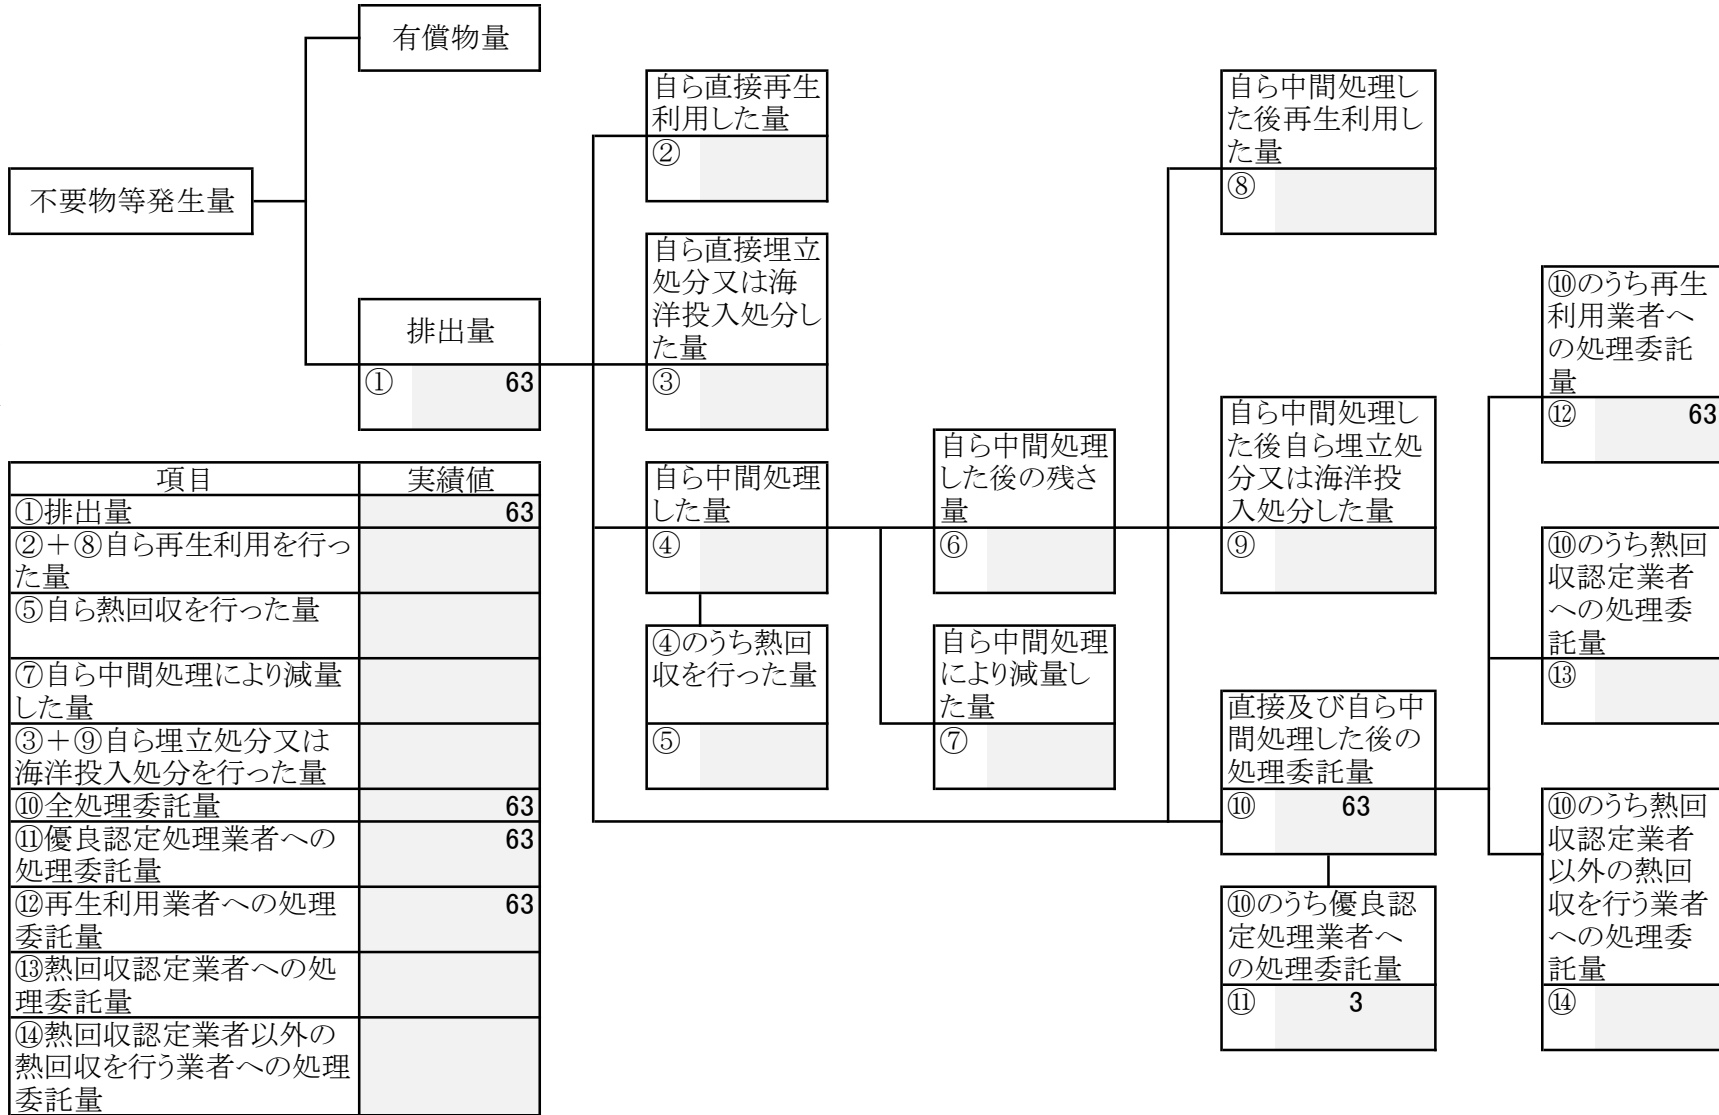 有償物量
不要物等発生量
排出量
① 63
自ら直接再生
利用した量
②
自ら直接埋立
処分又は海
洋投入処分し
た量
③
自ら中間処理
した量
④
④のうち熱回
収を行った量
⑤
自ら中間処理
した後の残さ
量
⑥
自ら中間処理
により減量し
た量
⑦
自ら中間処理し
た後再生利用し
た量
⑧
自ら中間処理し
た後自ら埋立処
分又は海洋投
入処分した量
⑨
直接及び自ら中
間処理した後の
処理委託量
⑩ 63
⑩のうち優良認
定処理業者へ
の処理委託量
⑪ 3
⑩のうち再生
利用業者へ
の処理委託
量
⑫ 63
⑩のうち熱回
収認定業者
への処理委
託量
⑬
⑩のうち熱回
収認定業者
以外の熱回
収を行う業者
への処理委
託量
⑭
項目 実績値
①排出量 63
②＋⑧自ら再生利用を行っ
た量
⑤自ら熱回収を行った量
⑦自ら中間処理により減量
した量
③＋⑨自ら埋立処分又は
海洋投入処分を行った量
⑩全処理委託量 63
⑪優良認定処理業者への 63
処理委託量
⑫再生利用業者への処理 63
委託量
⑬熱回収認定業者への処
理委託量
⑭熱回収認定業者以外の
熱回収を行う業者への処理
委託量